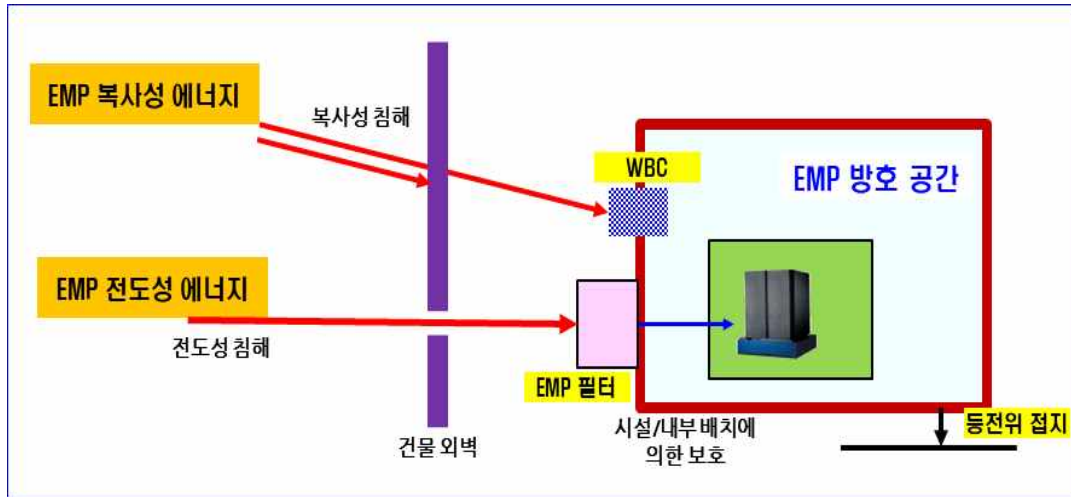 EMP 복사성 에너지
복사성 침해
WBC
EMP 방호 공간
EMP 전도성 에너지
전도성 침해
EMP 필터
건물 외벽
시설/내부 배치에
의한 보호
등전위 접지